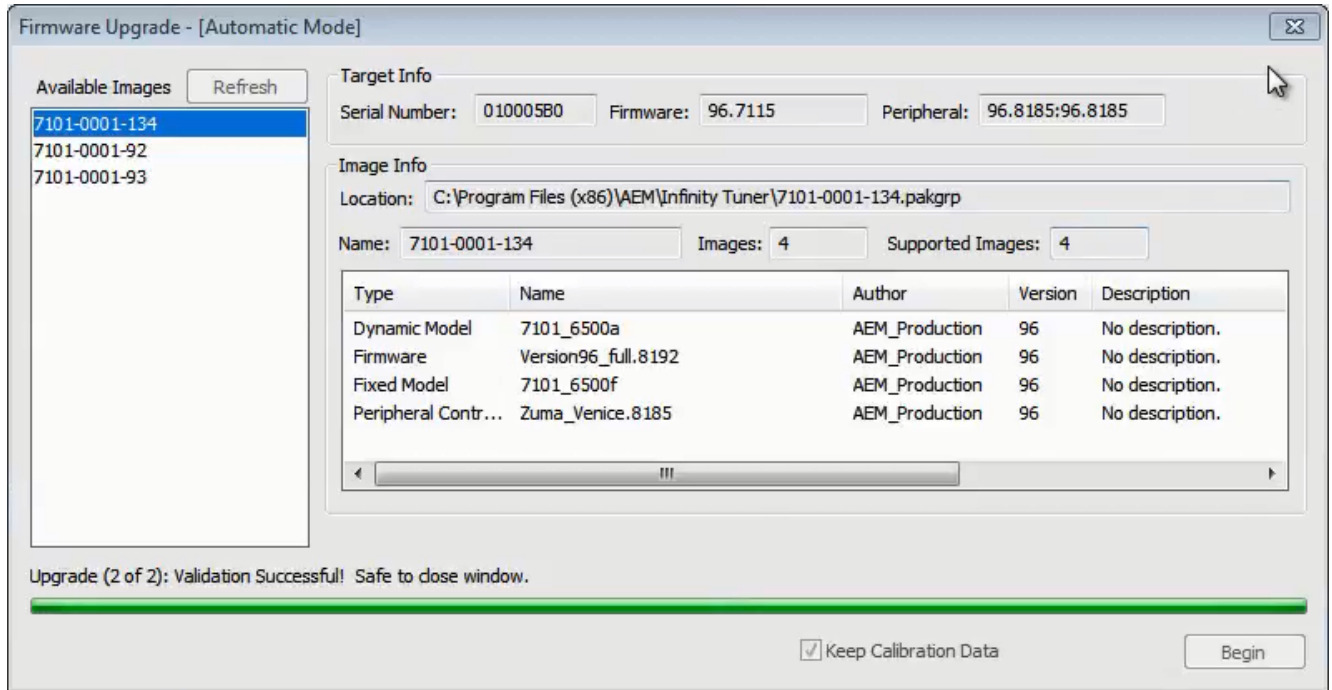 Firmware Upgrade - [Automatic Mode]
Available Images
Refresh
7101-0001-134
7101-0001-92
7101-0001-93
Target Info
Serial Number: 010005B0 Firmware: 96.7115 Peripheral: 96.8185:96.8185
Image Info
Location: C:\Program Files (x86)\AEM\Infinity Tuner\7101-0001-134.pakgrp
Name: 7101-0001-134 Images: 4 Supported Images: 4
Type Name Author Version Description
Dynamic Model 7101_6500a AEM_Production 96 No description.
Firmware Version96_full.8192 AEM_Production 96 No description.
Fixed Model 7101_6500f AEM_Production 96 No description.
Peripheral Contr... Zuma_Venice.8185 AEM_Production 96 No description.
Upgrade (2 of 2): Validation Successful! Safe to close window.
Keep Calibration Data
Begin